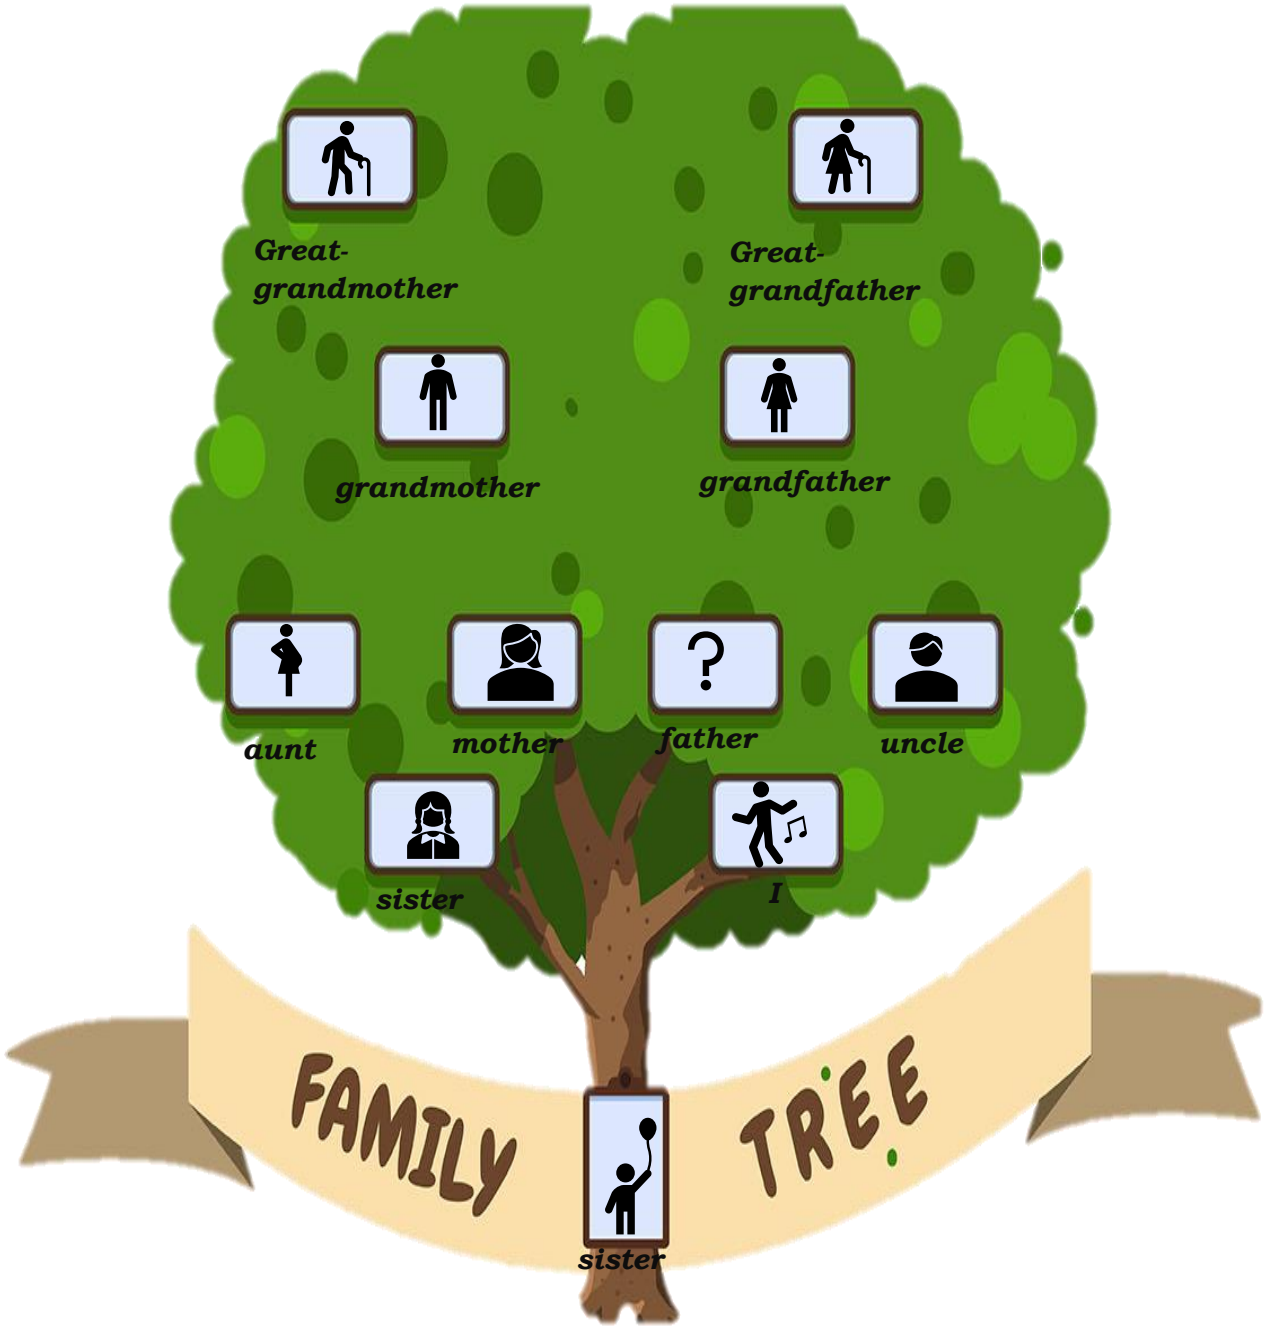 Great-
grandmother
Great-
grandfather
grandmother
grandfather
aunt
mother
father
uncle
sister
I
FAMILY
TREE
sister